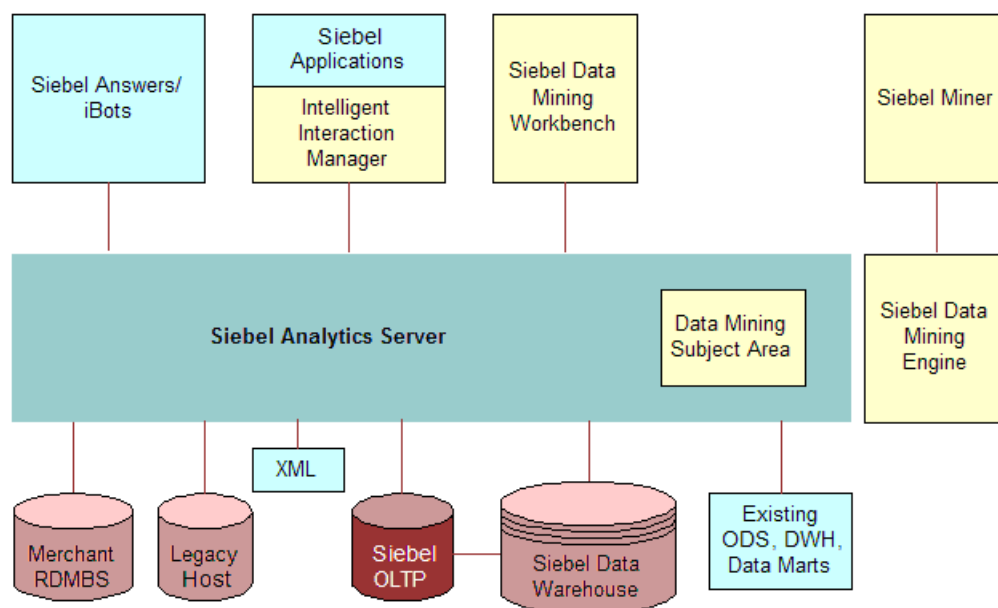 Siebel Answers/
iBots
Siebel
Applications
Intelligent
Interaction
Manager
Siebel Data
Mining
Workbench
Siebel Miner
Siebel Analytics Server
Data Mining
Subject Area
Siebel Data
Mining
Engine
XML
Merchant
RDMBS
Legacy
Host
Siebel
OLTP
Siebel Data
Warehouse
Existing
ODS, DWH,
Data Marts